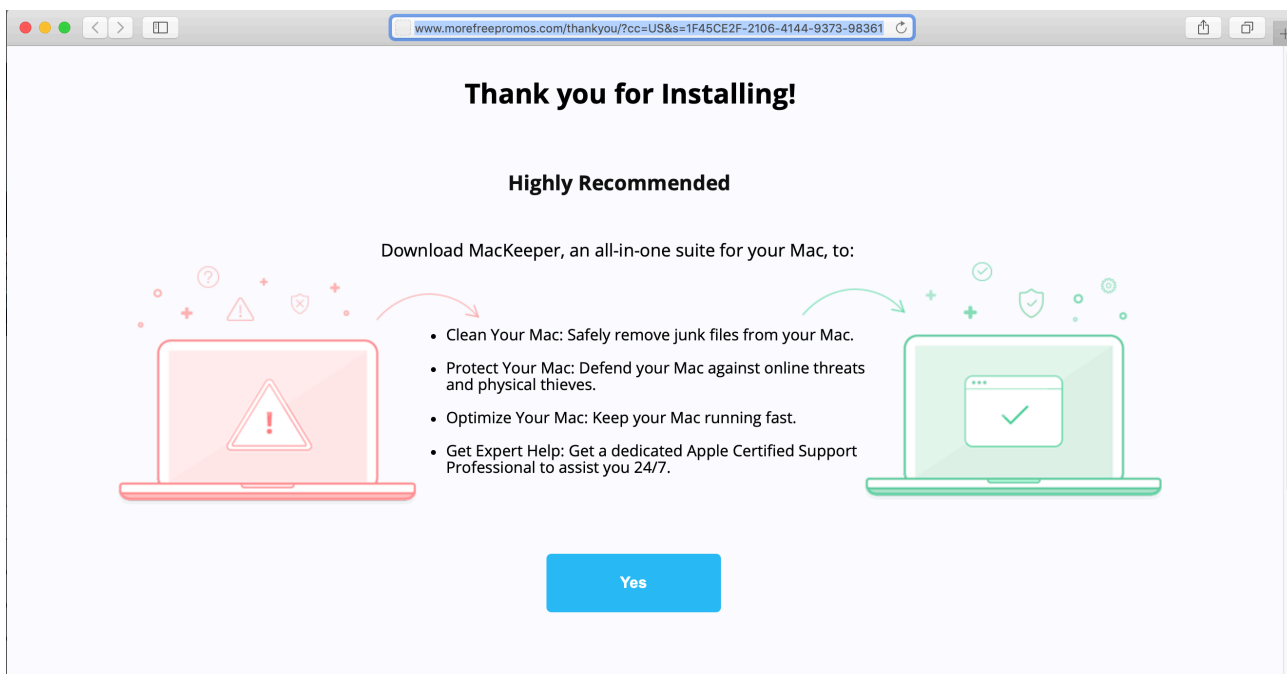 www.morefreepromos.com/thankyou/?cc=US&s=1F45CE2F-2106-4144-9373-98361
Thank you for Installing!
Highly Recommended
Download MacKeeper, an all-in-one suite for your Mac, to:
• Clean Your Mac: Safely remove junk files from your Mac.
• Protect Your Mac: Defend your Mac against online threats
and physical thieves.
• Optimize Your Mac: Keep your Mac running fast.
• Get Expert Help: Get a dedicated Apple Certified Support
Professional to assist you 24/7.
Yes